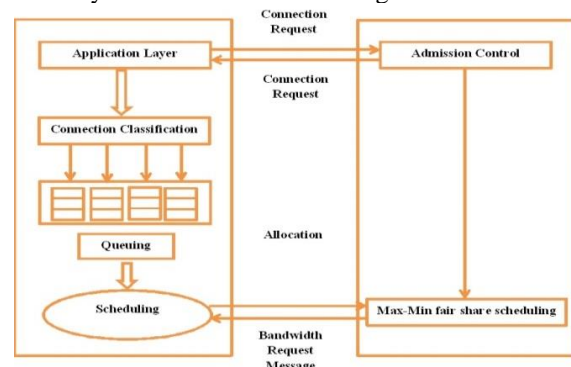 Connection
Request
Application Layer
Admission Control
Connection
Request
Connection Classification
Allocation
Queuing
Scheduling
Max-Min fair share scheduling
Bandwidth
Request
Message